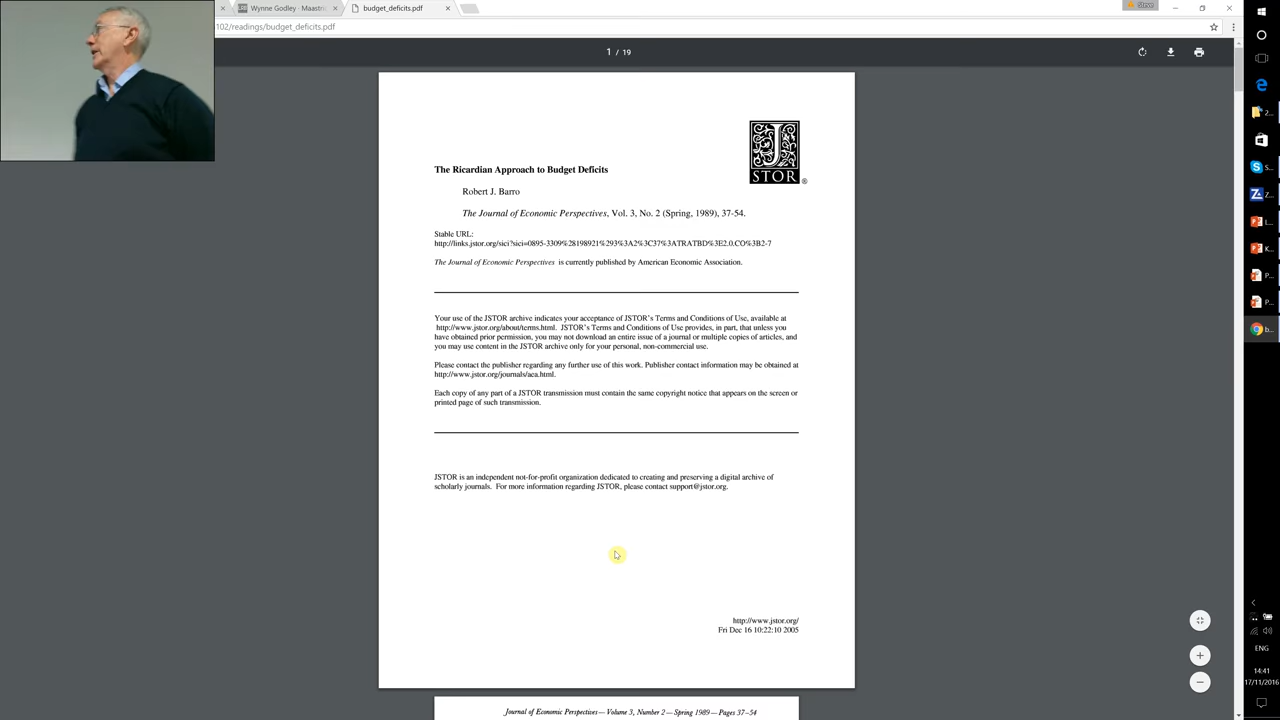 Wynne Godley - Maastri
budget_deficits.pdf
Steve
102/readings/budget_deficits.pdf
1 / 19
J
STOR
®
The Ricardian Approach to Budget Deficits
Robert J. Barro
The Journal of Economic Perspectives, Vol. 3, No. 2 (Spring, 1989), 37-54.
Stable URL:
http://links.jstor.org/sici?sici=0895-3309%28198921%293%3A2%3C37%3ATRATBD%3E2.0.CO%3B2-7
The Journal of Economic Perspectives is currently published by American Economic Association.
Your use of the JSTOR archive indicates your acceptance of JSTOR's Terms and Conditions of Use, available at
http://www.jstor.org/about/terms.html. JSTOR's Terms and Conditions of Use provides, in part, that unless you
have obtained prior permission, you may not download an entire issue of a journal or multiple copies of articles, and
you may use content in the JSTOR archive only for your personal, non-commercial use.
Please contact the publisher regarding any further use of this work. Publisher contact information may be obtained at
http://www.jstor.org/journals/aea.html.
Each copy of any part of a JSTOR transmission must contain the same copyright notice that appears on the screen or
printed page of such transmission.
JSTOR is an independent not-for-profit organization dedicated to creating and preserving a digital archive of
scholarly journals. For more information regarding JSTOR, please contact support@jstor.org.
http://www.jstor.org/
Fri Dec 16 10:22:10 2005
Journal of Economic Perspectives— Volume 3, Number 2— Spring 1989— Pages 37–54
2...
S...
Z...
P...
K...
P...
P...
b...
ENG
14:41
17/11/2016